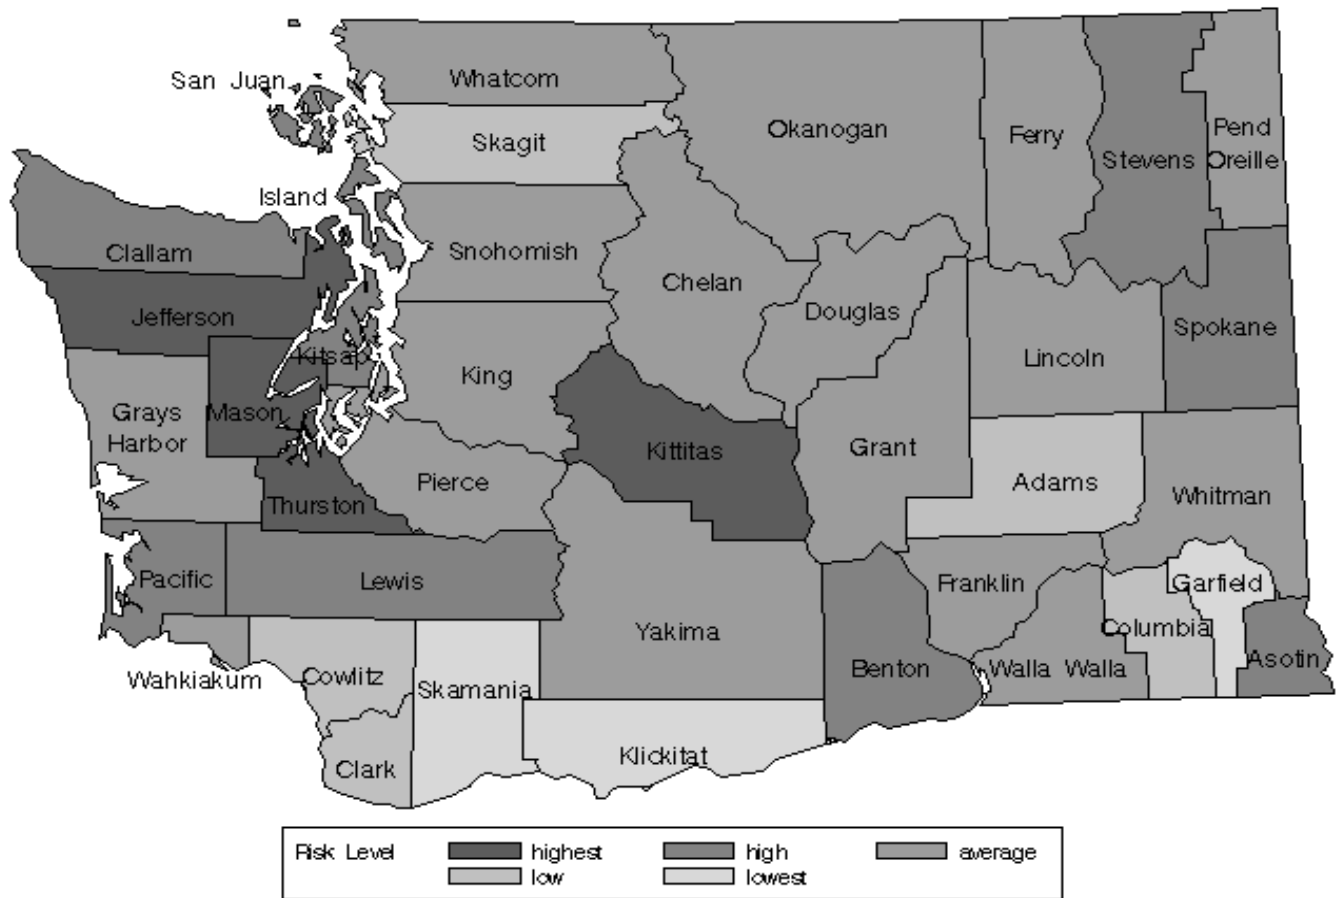 Whatcom
San Juan
Okanogan
Ferry
Pend
Oreille
Skagit
Stevens
Island
Clallam
Snohomish
Chelan
Douglas
Jefferson
Spokane
Kitsap
King
Lincoln
Grays
Harbor
Mason
Kittitas
Grant
Pierce
Adams
Whitman
Thurston
Pacific
Lewis
Franklin
Garfield
Yakima
Columbia
Wahkiakum
Cowlitz
Skamania
Benton
Walla Walla
Asotin
Clark
Klickitat
Risk Level highest high average
low lowest